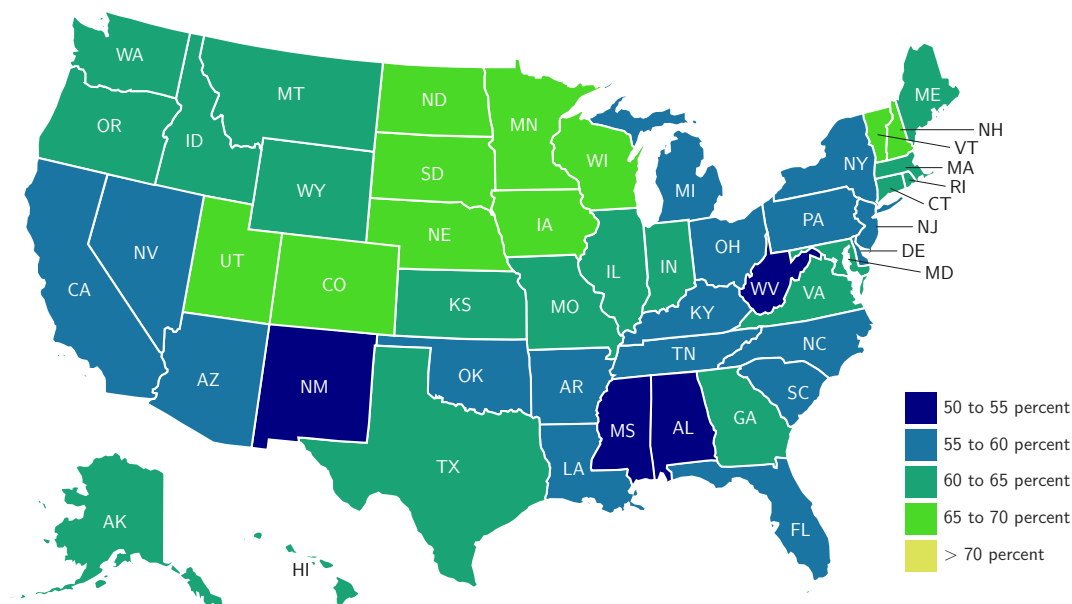 WA
MT
ND
MN
ME
OR
ID
NH
VT
WI
NY
MA
SD
WY
MI
RI
CT
PA
NJ
NE
IA
OH
NV
UT
DE
IL
IN
MD
CO
CA
WV
VA
KS
MO
KY
NC
TN
AZ
NM
OK
AR
SC
50 to 55 percent
GA
MS
AL
55 to 60 percent
TX
LA
60 to 65 percent
AK
65 to 70 percent
FL
> 70 percent
HI